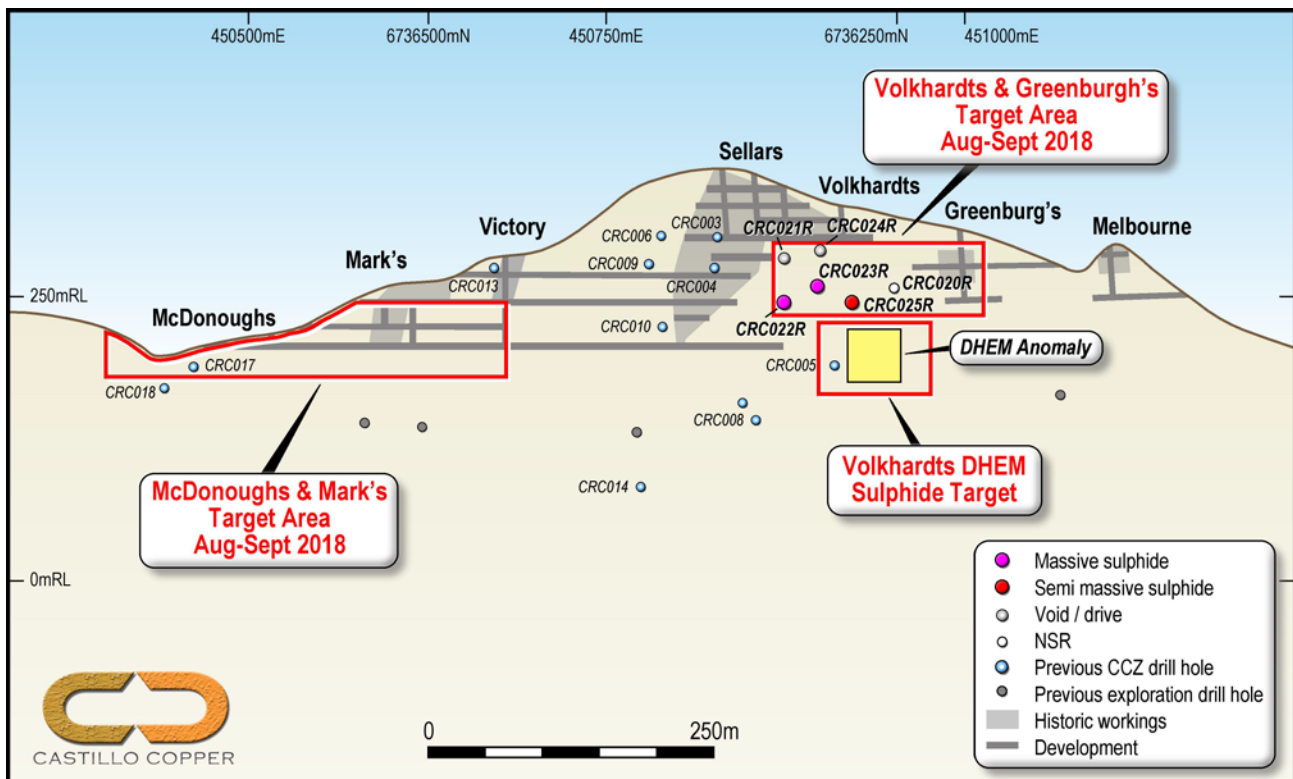 450500mE
6736500mN
450750mE
6736250mN
451000mE
Volkhardts & Greenburgh's
Target Area
Aug-Sept 2018
Sellars
Volkhardts
Greenburg's
Melbourne
Victory
Mark's
McDonoughs
CRC003
CRC006
CRC021R
CRC024R
CRC009
CRC013
CRC004
CRC023R
CRC020R
CRC025R
CRC022R
CRC010
250mRL
DHEM Anomaly
CRC005
CRC017
CRC018
CRC008
CRC014
McDonoughs & Mark's
Target Area
Aug-Sept 2018
Volkhardts DHEM
Sulphide Target
0mRL
Massive sulphide
Semi massive sulphide
Void / drive
NSR
Previous CCZ drill hole
Previous exploration drill hole
Historic workings
Development
0
250m
CASTILLO COPPER